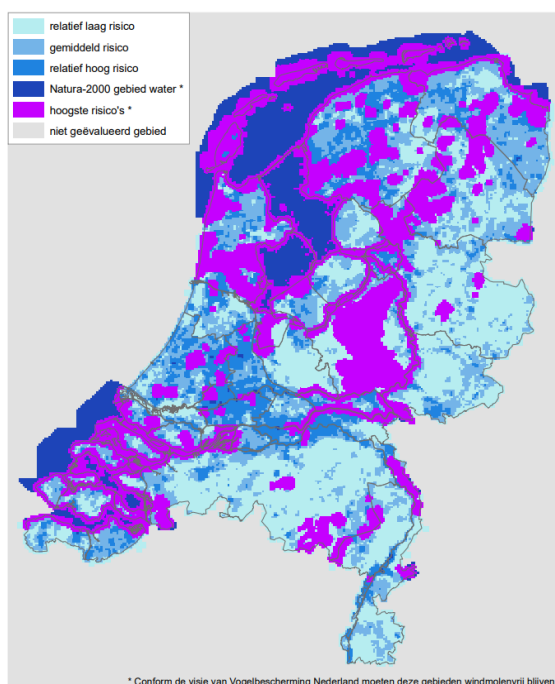 relatief laag risico
gemiddeld risico
relatief hoog risico
Natura-2000 gebied water *
hoogste risico's *
niet geëvalueerd gebied
* Conform de visie van Vogelbescherming Nederland moeten deze gebieden windmolenvrij blijven